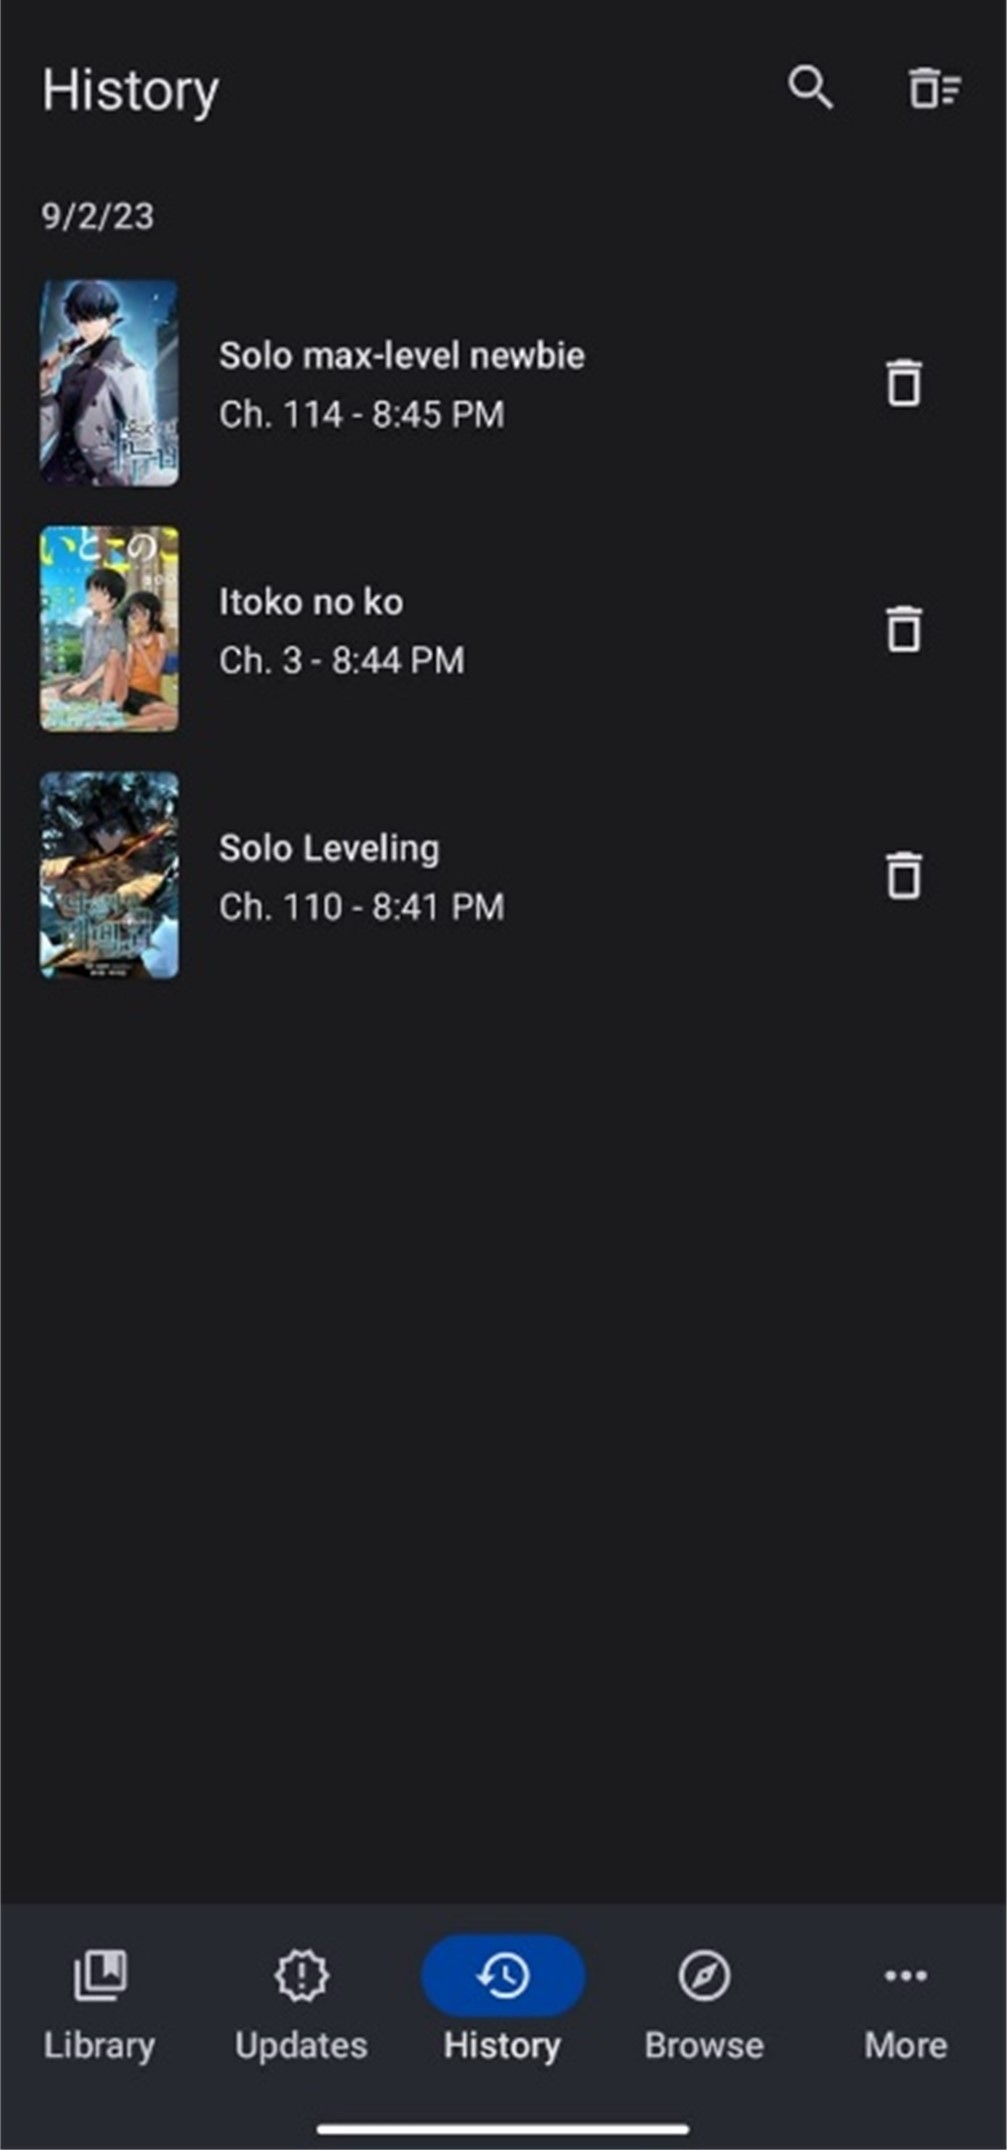 History
9/2/23
Solo max-level newbie
Ch. 114 - 8:45 PM
いとこのこ
Itoko no ko
Ch. 3 - 8:44 PM
Solo Leveling
Ch. 110 - 8:41 PM
Library
Updates
History
Browse
More